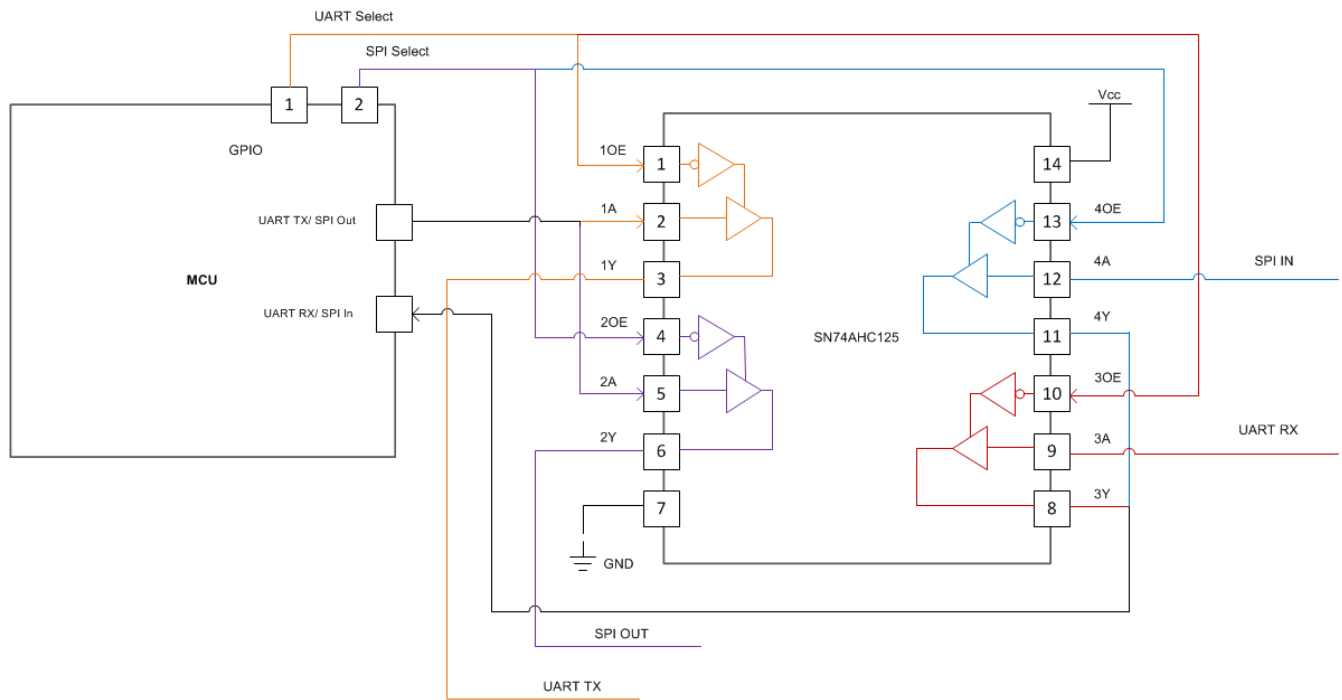 UART Select
SPI Select
1
2
GPIO
UART TX/ SPI Out
MCU
UART RX/ SPI In
1OE
1
1A
2
1Y
3
2OE
4
2A
5
2Y
6
7
GND
SN74AHC125
Vcc
14
13
4OE
12
4A
SPI IN
11
4Y
10
3OE
9
3A
UART RX
8
3Y
SPI OUT
UART TX